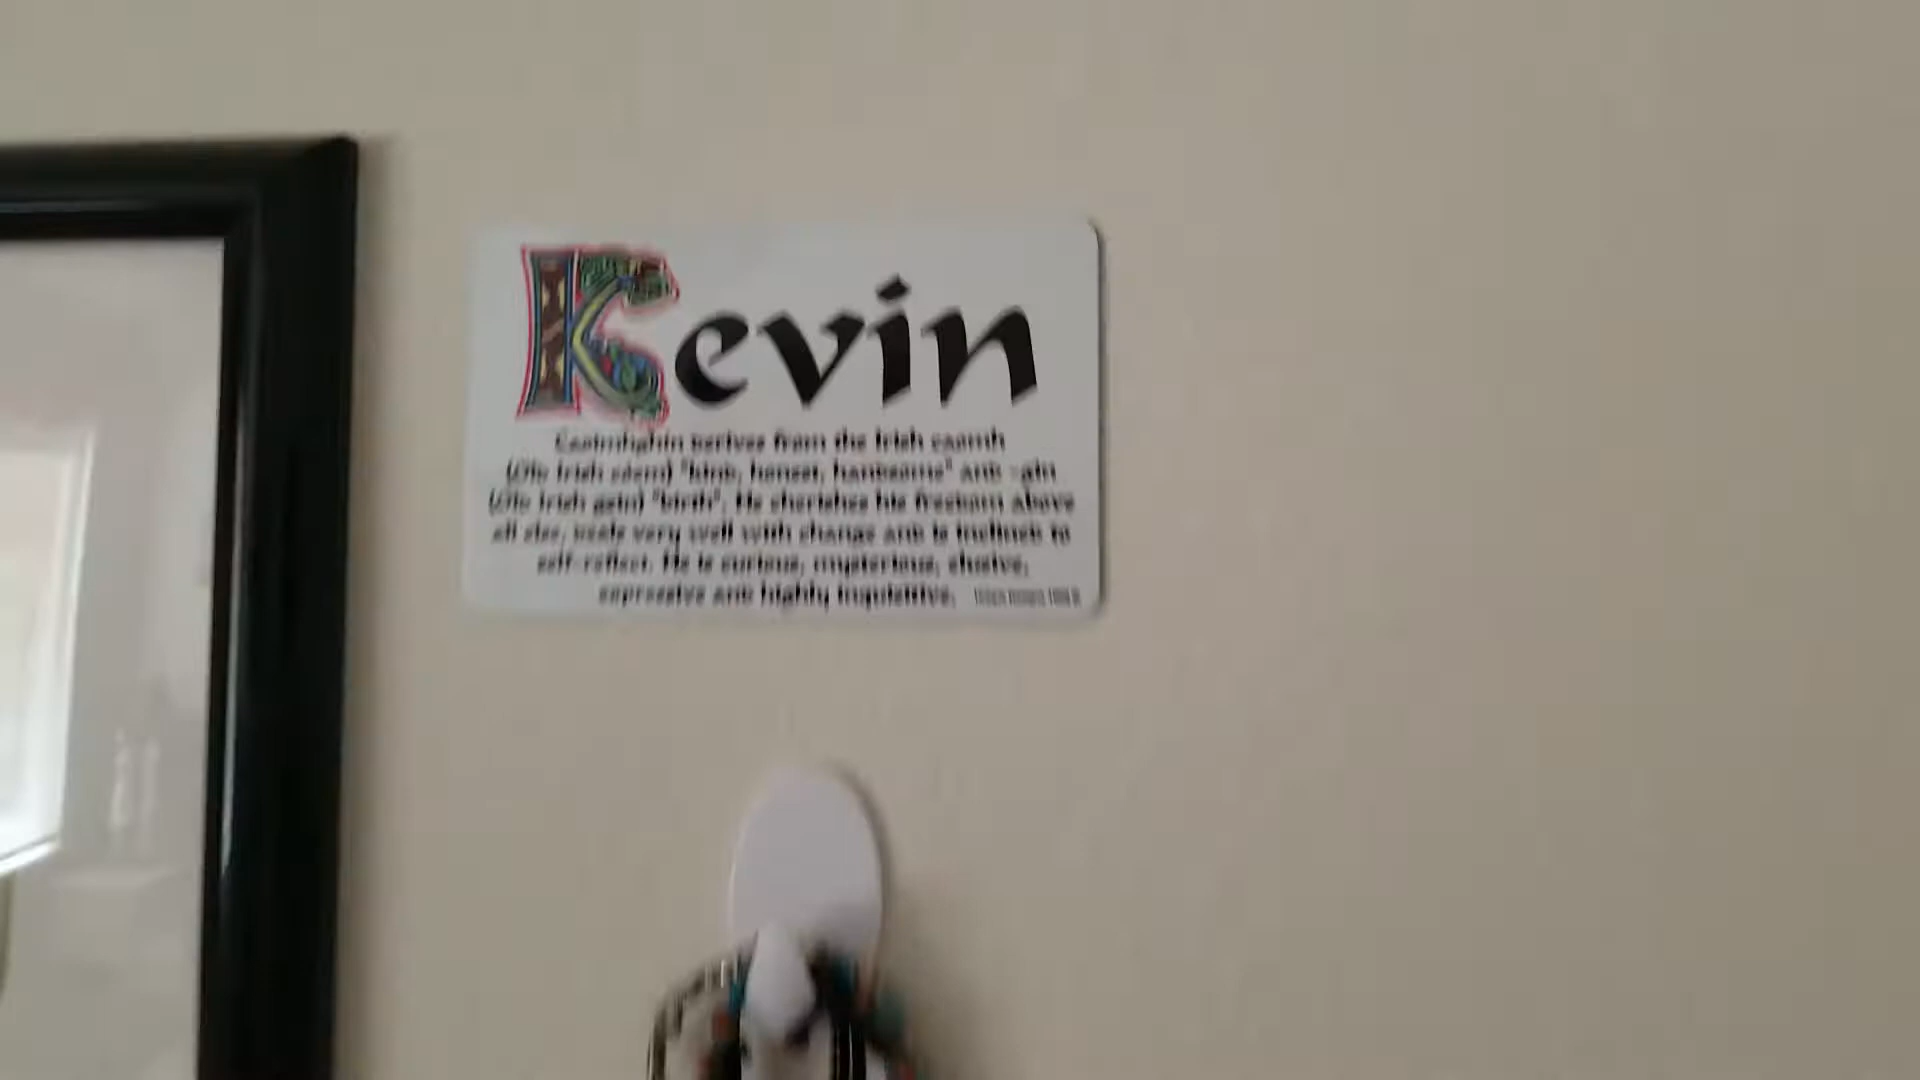 Kevin
Caoimhghín derives from the Irish caomh
(Old Irish cáem) "kind, honest, handsome" and -gin
(Old Irish gein) "birth". He cherishes his freedom above
all else, deals very well with change and is inclined to
self-reflect. He is curious, mysterious, elusive,
expressive and highly inquisitive.